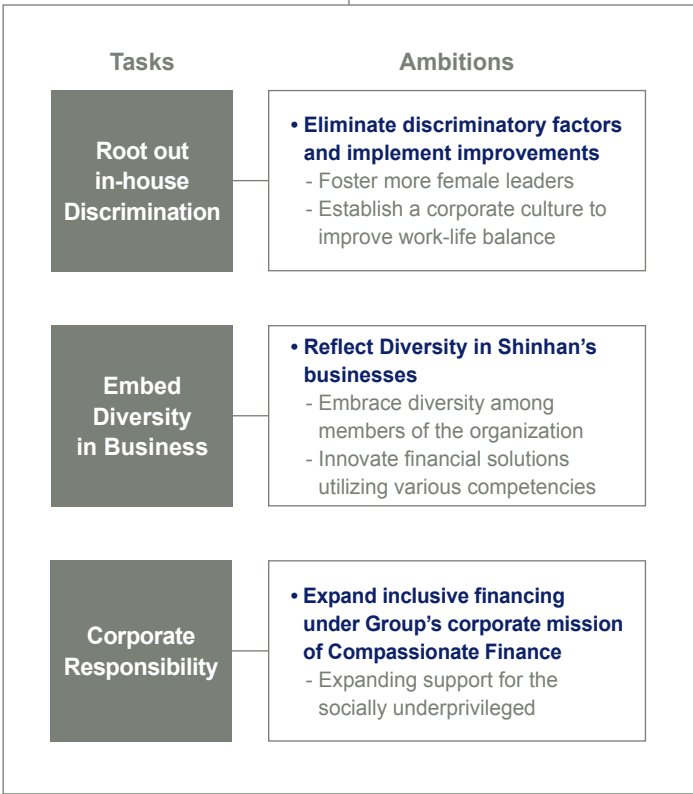 Tasks
Ambitions
Root out
in-house
Discrimination
• Eliminate discriminatory factors
and implement improvements
- Foster more female leaders
- Establish a corporate culture to
improve work-life balance
Embed
Diversity
in Business
• Reflect Diversity in Shinhan’s
businesses
- Embrace diversity among
members of the organization
- Innovate financial solutions
utilizing various competencies
Corporate
Responsibility
• Expand inclusive financing
under Group’s corporate mission
of Compassionate Finance
- Expanding support for the
socially underprivileged